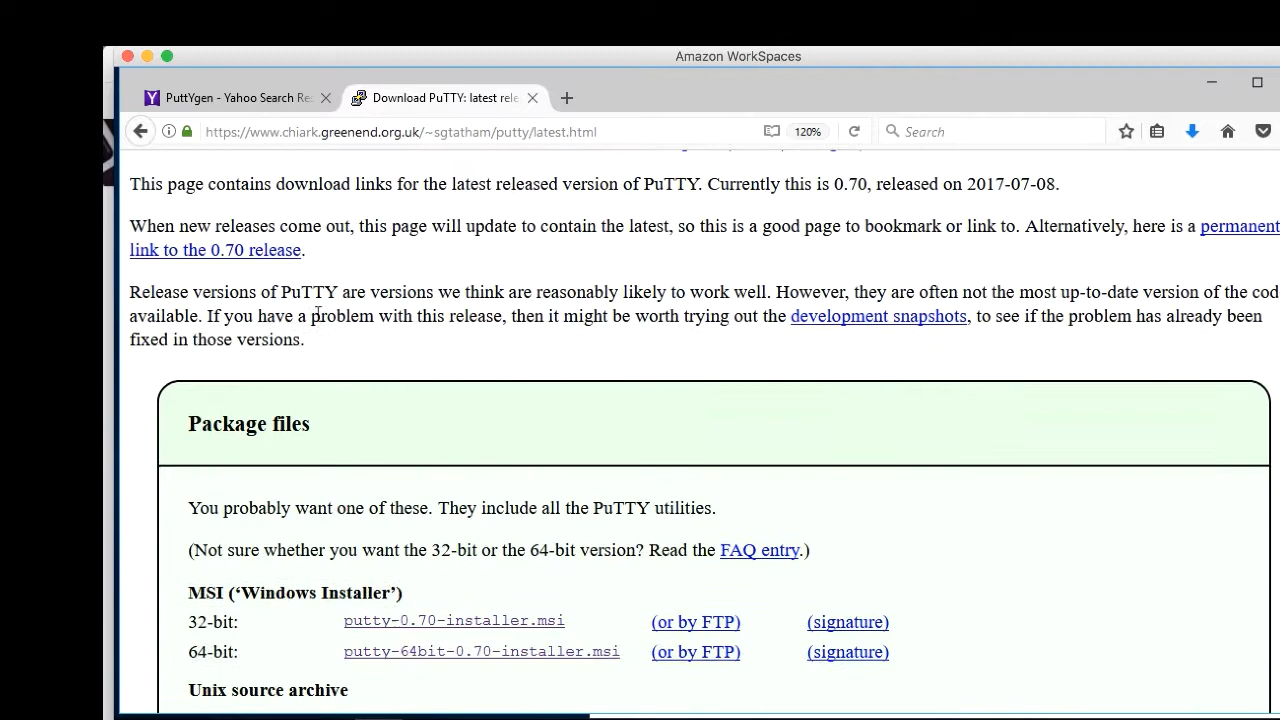 Amazon WorkSpaces
PuttYgen - Yahoo Search Re
Download PuTTY: latest rele
https://www.chiark.greenend.org.uk/~sgtatham/putty/latest.html
120%
Search
This page contains download links for the latest released version of PuTTY. Currently this is 0.70, released on 2017-07-08.
When new releases come out, this page will update to contain the latest, so this is a good page to bookmark or link to. Alternatively, here is a permanent
link to the 0.70 release.
Release versions of PuTTY are versions we think are reasonably likely to work well. However, they are often not the most up-to-date version of the cod
available. If you have a problem with this release, then it might be worth trying out the development snapshots, to see if the problem has already been
fixed in those versions.
Package files
You probably want one of these. They include all the PuTTY utilities.
(Not sure whether you want the 32-bit or the 64-bit version? Read the FAQ entry.)
MSI (‘Windows Installer’)
32-bit: putty-0.70-installer.msi (or by FTP) (signature)
64-bit: putty-64bit-0.70-installer.msi (or by FTP) (signature)
Unix source archive